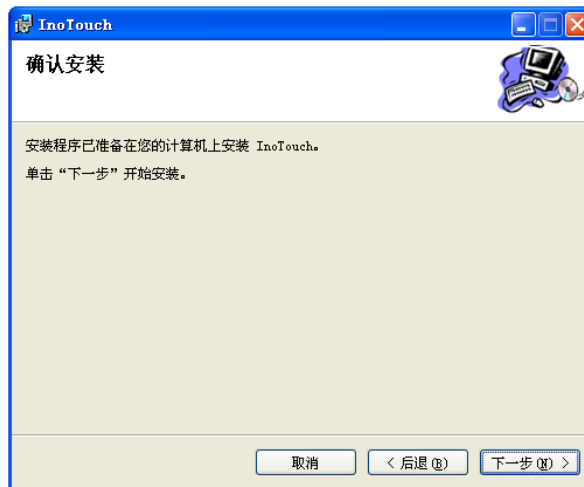 InoTouch
确认安装
安装程序已准备在您的计算机上安装 InoTouch。
单击“下一步”开始安装。
取消
< 后退(B)
下一步(N) >